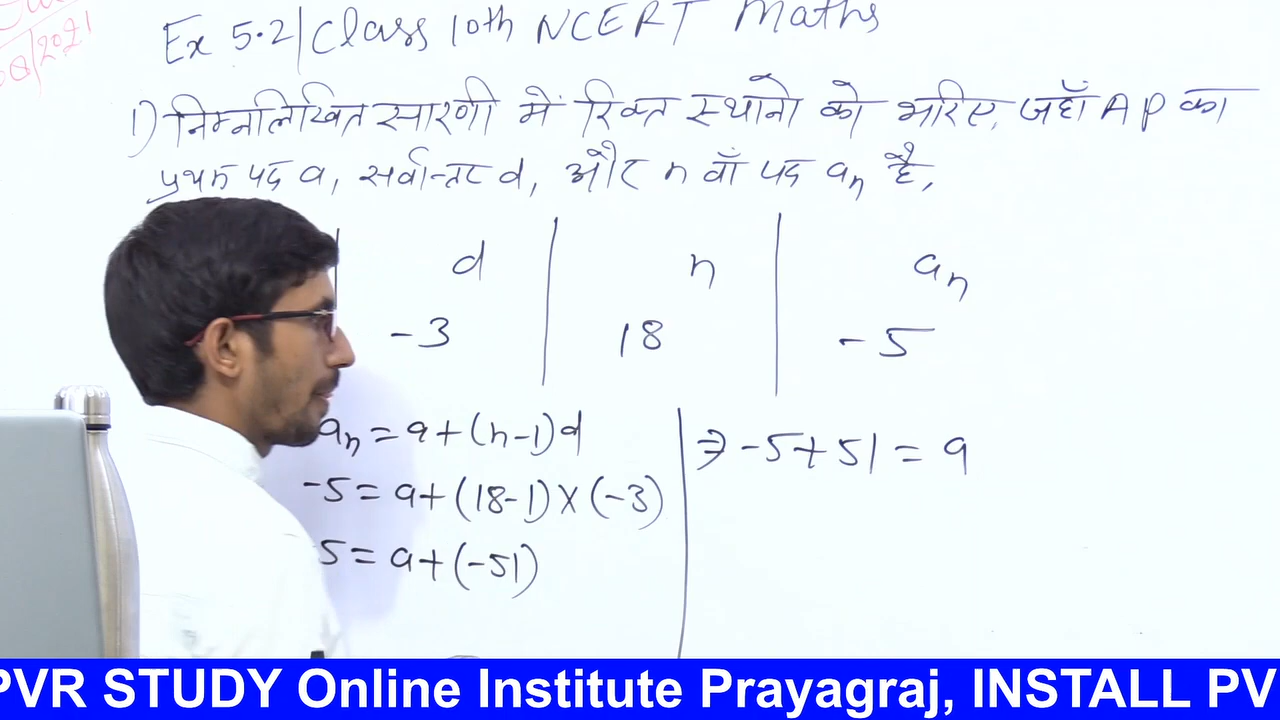 08/2021
Ex 5.2 | Class 10th NCERT Maths
1) निम्नलिखित सारणी में रिक्त स्थानो को भरिए, जहाँ AP का
प्रथम पद a, सर्वान्तर d, और n वाँ पद an है,
d n an
-3 18 -5
an = a+(n-1)d
-5 = a+(18-1)×(-3)
5 = a+(-51)
⇒ -5+51 = a
PVR STUDY Online Institute Prayagraj, INSTALL PV